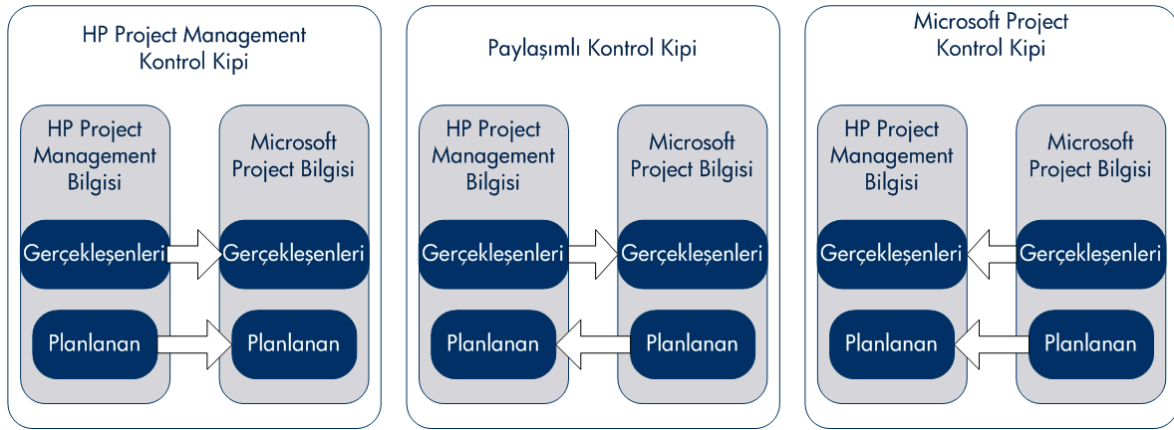 HP Project Management
Kontrol Kipi
HP Project
Management
Bilgisi
Microsoft
Project Bilgisi
Gerçekleşenleri
Gerçekleşenleri
Planlanan
Planlanan
Paylaşımlı Kontrol Kipi
HP Project
Management
Bilgisi
Microsoft
Project Bilgisi
Gerçekleşenleri
Gerçekleşenleri
Planlanan
Planlanan
Microsoft Project
Kontrol Kipi
HP Project
Management
Bilgisi
Microsoft
Project Bilgisi
Gerçekleşenleri
Gerçekleşenleri
Planlanan
Planlanan